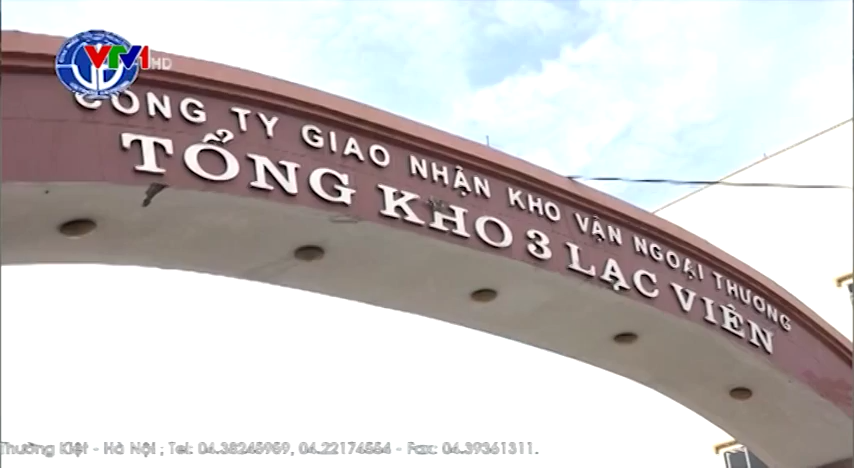 VTV1 HD
CÔNG TY GIAO NHẬN KHO VẬN NGOẠI THƯƠNG
TỔNG KHO 3 LẠC VIÊN
Thường Kiệt - Hà Nội ; Tel: 04.38245959, 04.22174554 - Fax: 04.39361311.